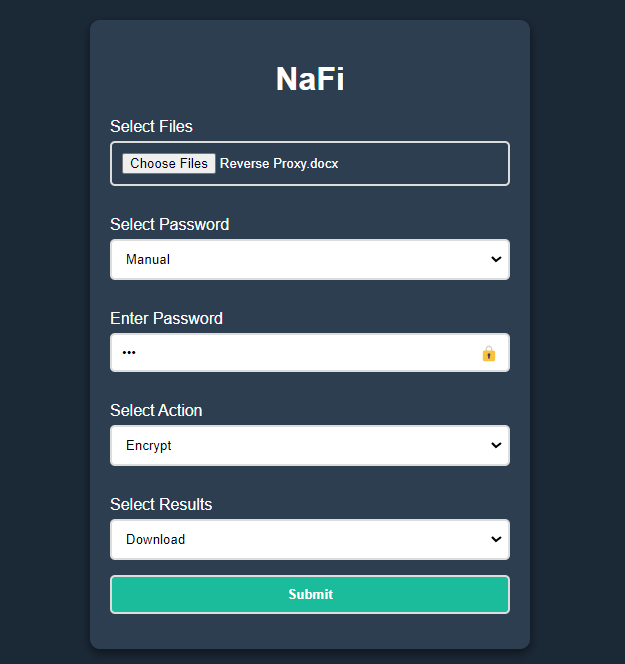 NaFi
Select Files
Choose Files Reverse Proxy.docx
Select Password
Manual
Enter Password
•••
Select Action
Encrypt
Select Results
Download
Submit